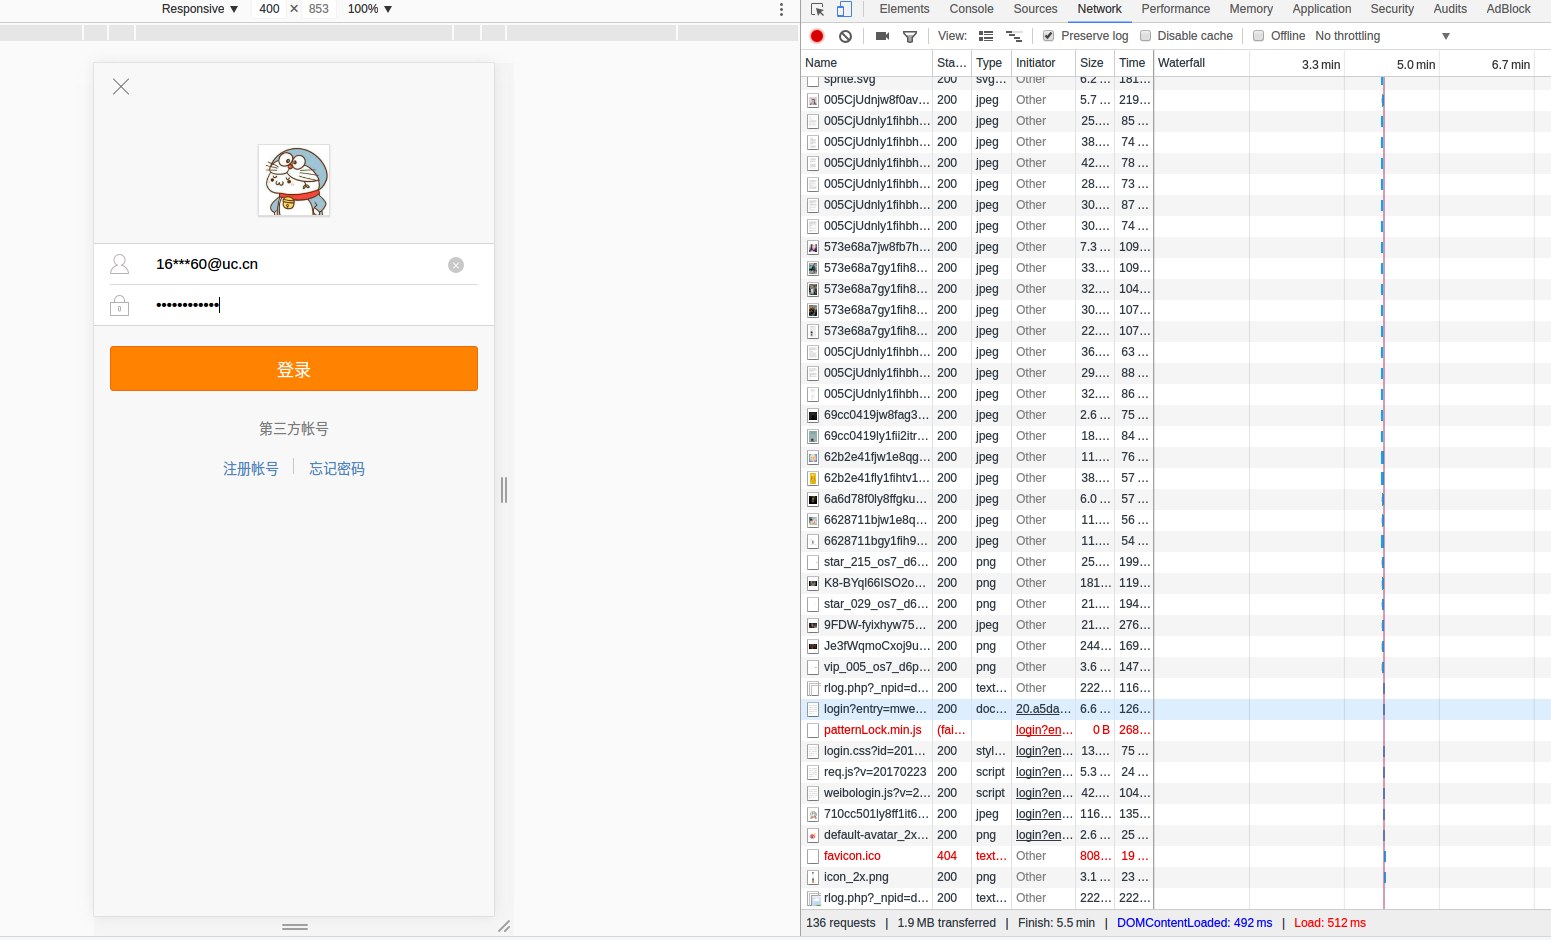 Responsive ▼ 400 × 853 100% ▼
Elements Console Sources Network Performance Memory Application Security Audits AdBlock
View: Preserve log Disable cache Offline No throttling ▼
Name Sta… Type Initiator Size Time Waterfall 3.3 min 5.0 min 6.7 min
sprite.svg 200 svg… Other 6.2 … 181…
005CjUdnjw8f0av… 200 jpeg Other 5.7 … 219…
005CjUdnly1fihbh… 200 jpeg Other 25.… 85 …
005CjUdnly1fihbh… 200 jpeg Other 38.… 74 …
005CjUdnly1fihbh… 200 jpeg Other 42.… 78 …
005CjUdnly1fihbh… 200 jpeg Other 28.… 73 …
005CjUdnly1fihbh… 200 jpeg Other 30.… 87 …
005CjUdnly1fihbh… 200 jpeg Other 30.… 74 …
573e68a7jw8fb7h… 200 jpeg Other 7.3 … 109…
573e68a7gy1fih8… 200 jpeg Other 33.… 109…
573e68a7gy1fih8… 200 jpeg Other 32.… 104…
573e68a7gy1fih8… 200 jpeg Other 30.… 107…
573e68a7gy1fih8… 200 jpeg Other 22.… 107…
005CjUdnly1fihbh… 200 jpeg Other 36.… 63 …
005CjUdnly1fihbh… 200 jpeg Other 29.… 88 …
005CjUdnly1fihbh… 200 jpeg Other 32.… 86 …
69cc0419jw8fag3… 200 jpeg Other 2.6 … 75 …
69cc0419ly1fii2itr… 200 jpeg Other 18.… 84 …
62b2e41fjw1e8qg… 200 jpeg Other 11.… 76 …
62b2e41fly1fihtv1… 200 jpeg Other 38.… 57 …
6a6d78f0ly8ffgku… 200 jpeg Other 6.0 … 57 …
6628711bjw1e8q… 200 jpeg Other 11.… 56 …
6628711bgy1fih9… 200 jpeg Other 11.… 54 …
star_215_os7_d6… 200 png Other 25.… 199…
K8-BYql66ISO2o… 200 png Other 181… 119…
star_029_os7_d6… 200 png Other 21.… 194…
9FDW-fyixhyw75… 200 jpeg Other 21.… 276…
Je3fWqmoCxoj9u… 200 png Other 244… 169…
vip_005_os7_d6p… 200 png Other 3.6 … 147…
rlog.php?_npid=d… 200 text… Other 222… 116…
login?entry=mwe… 200 doc… 20.a5da… 6.6 … 126…
patternLock.min.js (fai… login?en… 0 B 268…
login.css?id=201… 200 styl… login?en… 13.… 75 …
req.js?v=20170223 200 script login?en… 5.3 … 24 …
weibologin.js?v=2… 200 script login?en… 42.… 104…
710cc501ly8ff1it6… 200 jpeg login?en… 116… 135…
default-avatar_2x… 200 png login?en… 2.6 … 25 …
favicon.ico 404 text… Other 808… 19 …
icon_2x.png 200 png Other 3.1 … 23 …
rlog.php?_npid=d… 200 text… Other 222… 222…
136 requests | 1.9 MB transferred | Finish: 5.5 min | DOMContentLoaded: 492 ms | Load: 512 ms
16***60@uc.cn
••••••••••••
登录
第三方帐号
注册帐号 | 忘记密码